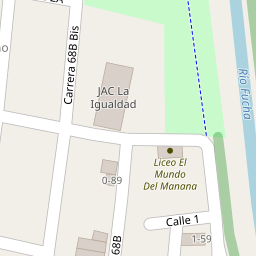 Carrera 68B Bis
JAC La
Igualdad
Río Fucha
Liceo El
Mundo
Del Manana
0-89
Calle 1
1-59
68B